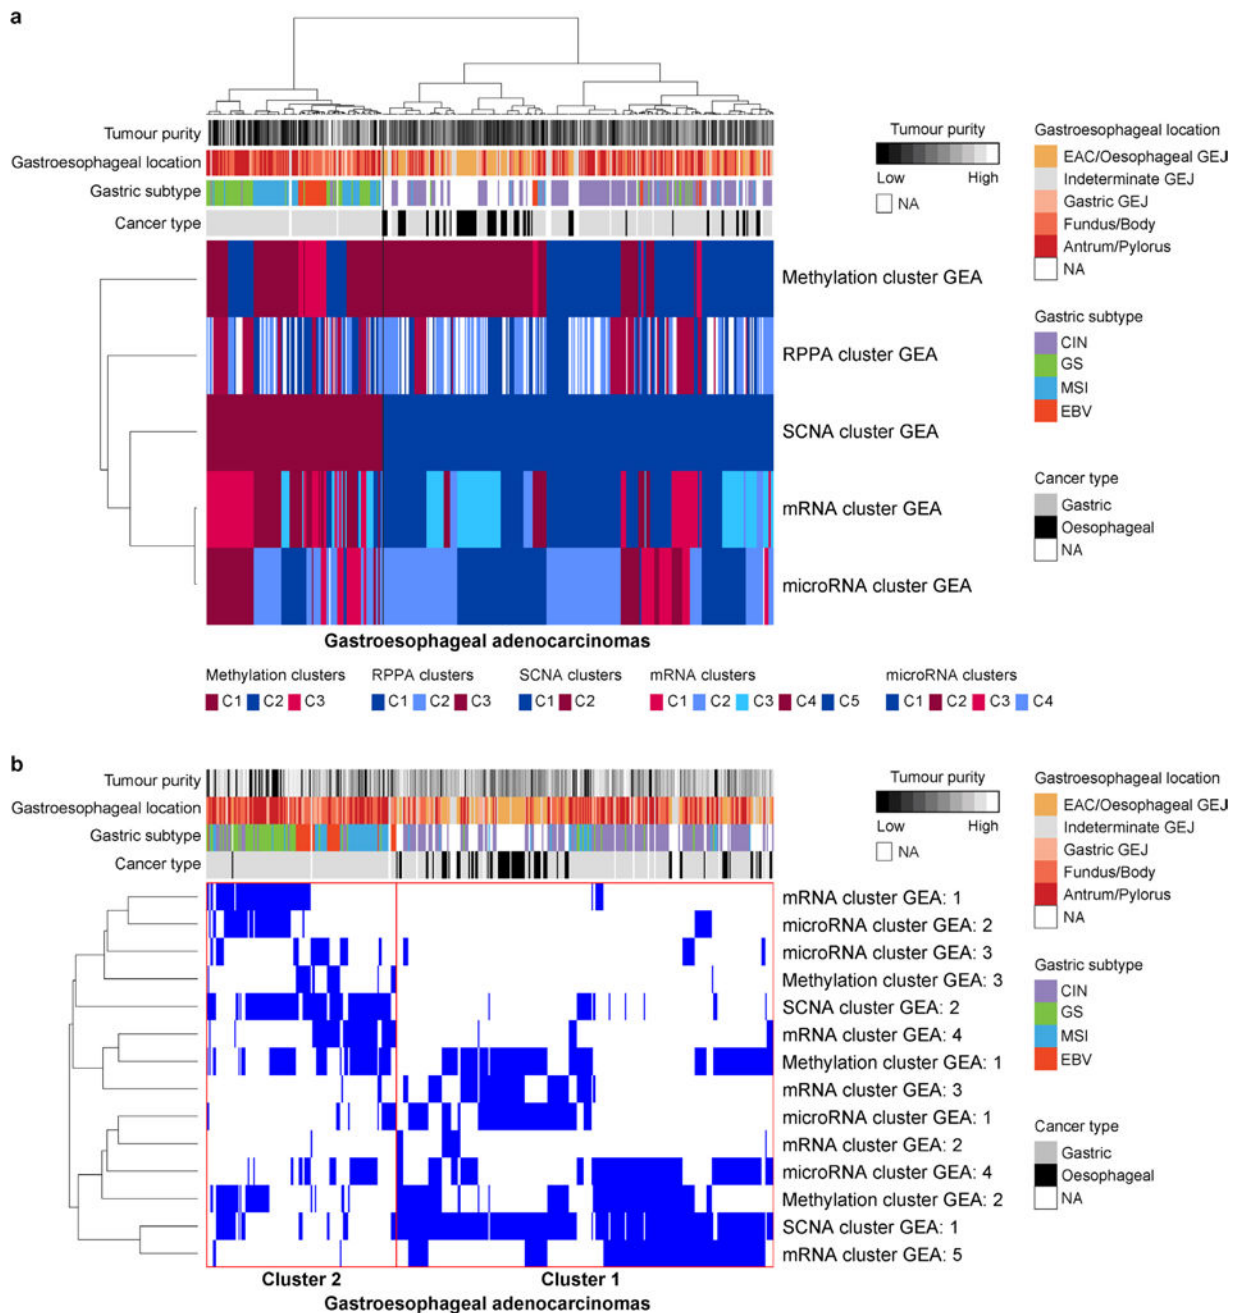 a
Tumour purity
Gastroesophageal location
Gastric subtype
Cancer type
Methylation cluster GEA
RPPA cluster GEA
SCNA cluster GEA
mRNA cluster GEA
microRNA cluster GEA
Gastroesophageal adenocarcinomas
Tumour purity
Low High
NA
Gastroesophageal location
EAC/Oesophageal GEJ
Indeterminate GEJ
Gastric GEJ
Fundus/Body
Antrum/Pylorus
NA
Gastric subtype
CIN
GS
MSI
EBV
Cancer type
Gastric
Oesophageal
NA
Methylation clusters
C1 C2 C3
RPPA clusters
C1 C2 C3
SCNA clusters
C1 C2
mRNA clusters
C1 C2 C3 C4 C5
microRNA clusters
C1 C2 C3 C4
b
Tumour purity
Gastroesophageal location
Gastric subtype
Cancer type
mRNA cluster GEA: 1
microRNA cluster GEA: 2
microRNA cluster GEA: 3
Methylation cluster GEA: 3
SCNA cluster GEA: 2
mRNA cluster GEA: 4
Methylation cluster GEA: 1
mRNA cluster GEA: 3
microRNA cluster GEA: 1
mRNA cluster GEA: 2
microRNA cluster GEA: 4
Methylation cluster GEA: 2
SCNA cluster GEA: 1
mRNA cluster GEA: 5
Cluster 2 Cluster 1
Gastroesophageal adenocarcinomas
Tumour purity
Low High
NA
Gastroesophageal location
EAC/Oesophageal GEJ
Indeterminate GEJ
Gastric GEJ
Fundus/Body
Antrum/Pylorus
NA
Gastric subtype
CIN
GS
MSI
EBV
Cancer type
Gastric
Oesophageal
NA